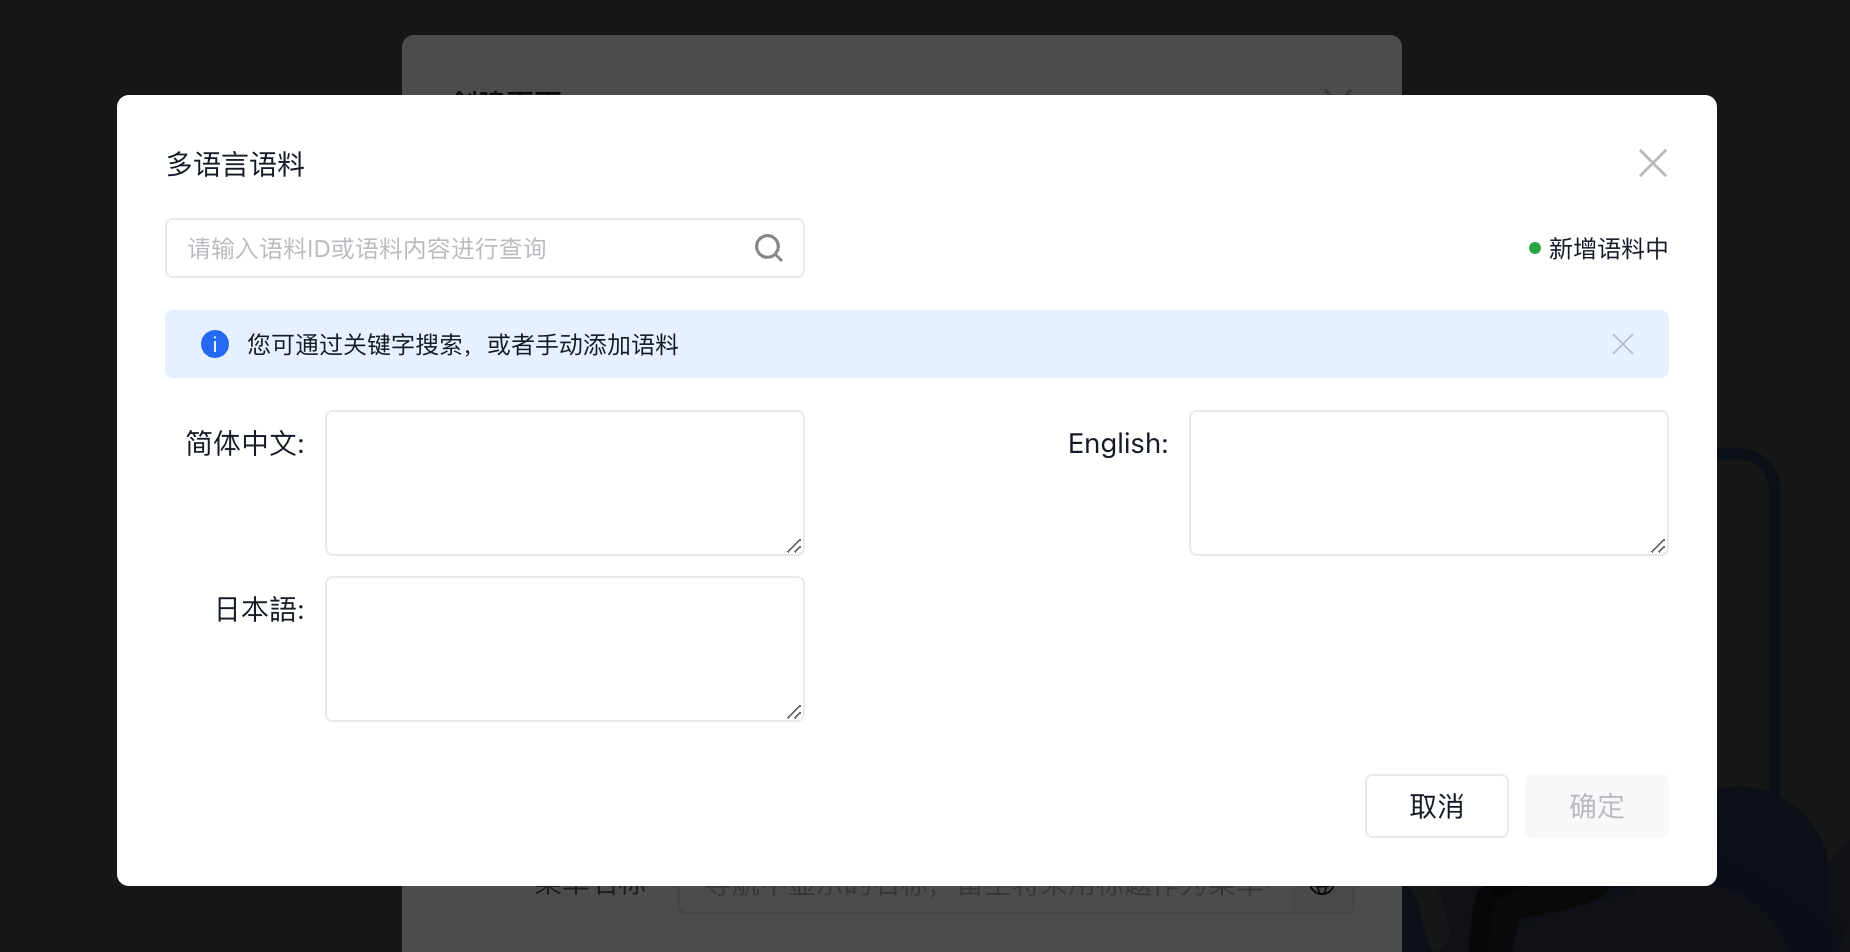 多语言语料
请输入语料ID或语料内容进行查询
新增语料中
您可通过关键字搜索，或者手动添加语料
简体中文:
English:
日本語:
取消
确定